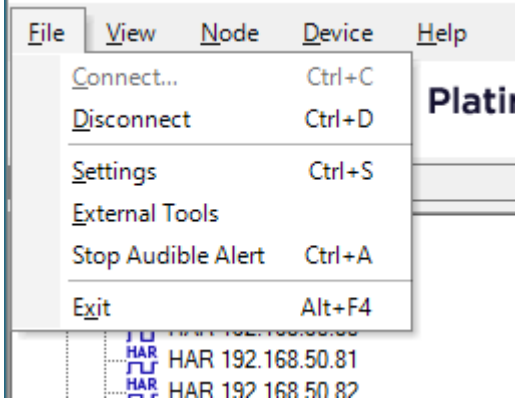 File View Node Device Help
Connect... Ctrl+C
Disconnect Ctrl+D
Settings Ctrl+S
External Tools
Stop Audible Alert Ctrl+A
Exit Alt+F4
HAR HAR 192.168.50.81
HAR HAR 192.168.50.82